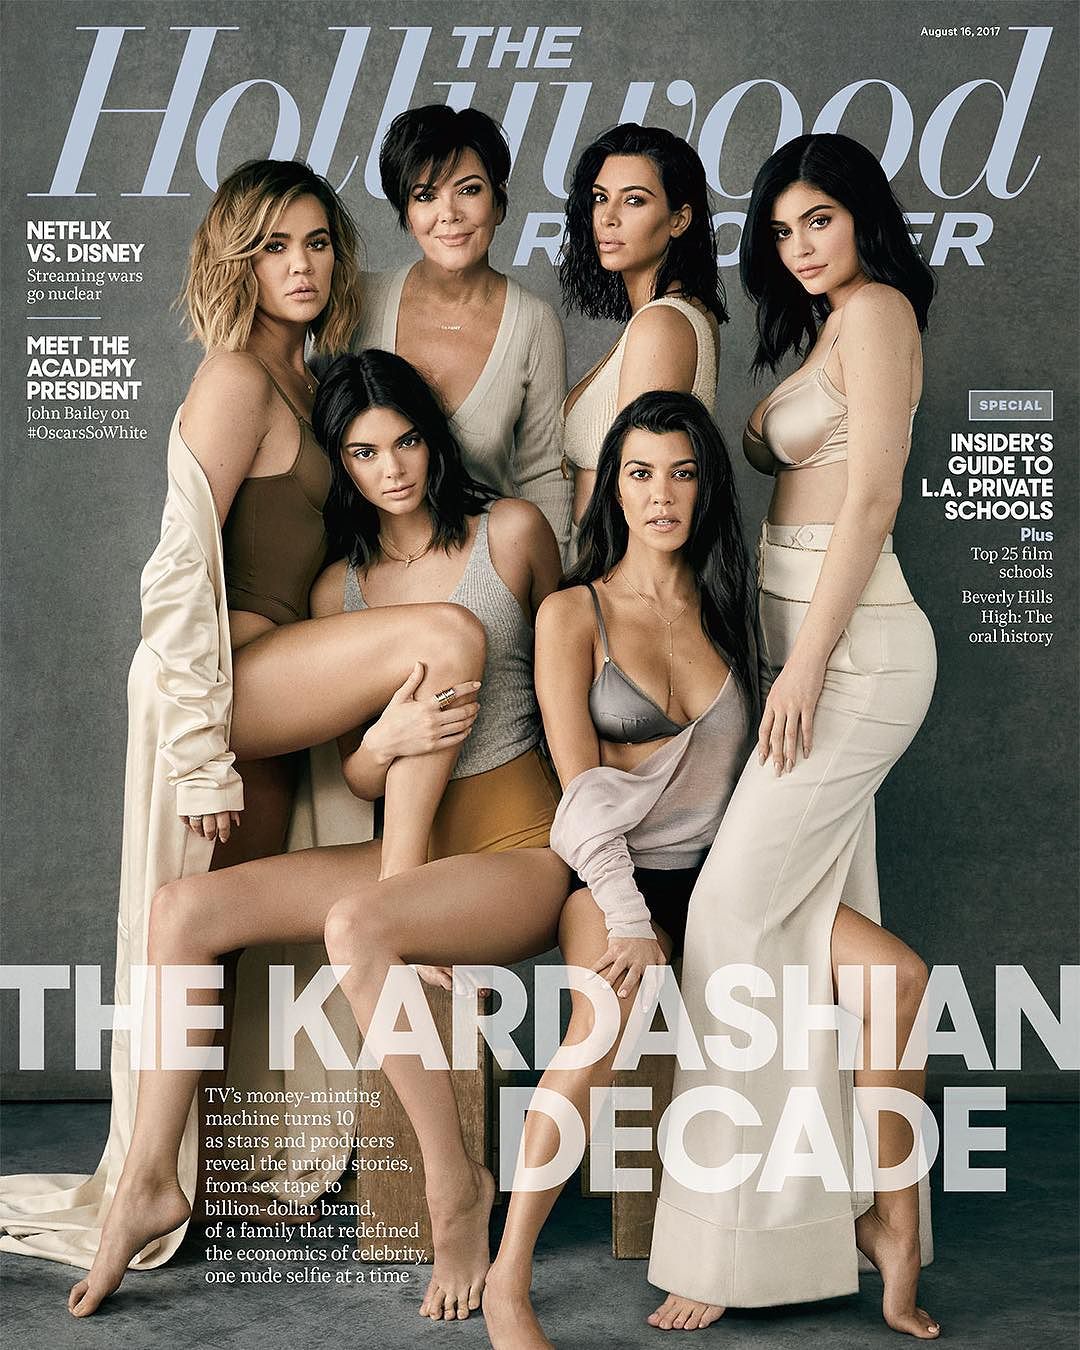 August 16, 2017
THE
Hollywood
REPORTER
NETFLIX
VS. DISNEY
Streaming wars
go nuclear
MEET THE
ACADEMY
PRESIDENT
John Bailey on
#OscarsSoWhite
SPECIAL
INSIDER'S
GUIDE TO
L.A. PRIVATE
SCHOOLS
Plus
Top 25 film
schools
Beverly Hills
High: The
oral history
THE KARDASHIAN
DECADE
TV's money-minting
machine turns 10
as stars and producers
reveal the untold stories,
from sex tape to
billion-dollar brand,
of a family that redefined
the economics of celebrity,
one nude selfie at a time